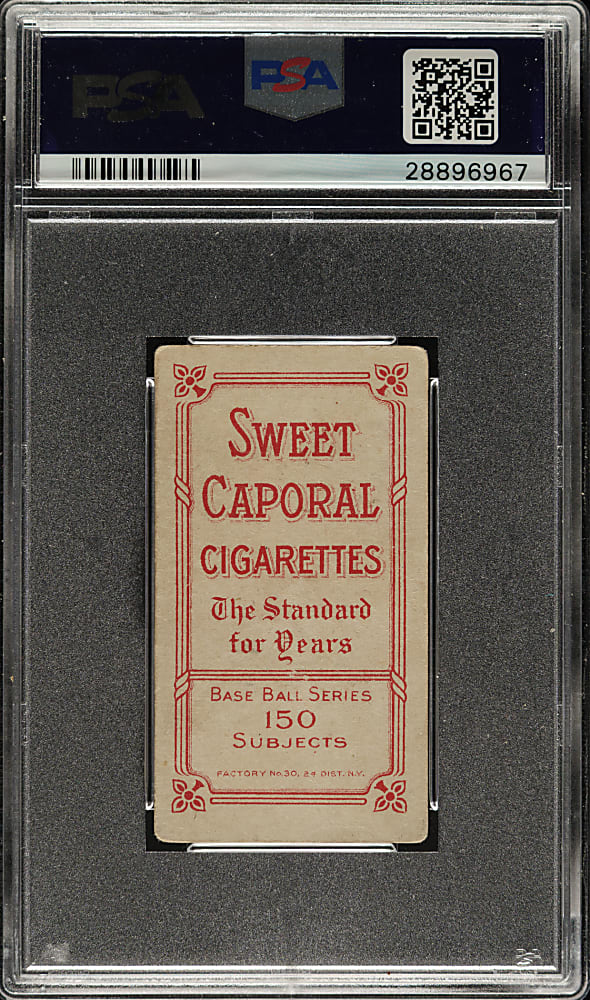 PSA
PSA
28896967
SWEET
CAPORAL
CIGARETTES
The Standard
for Years
BASE BALL SERIES
150
SUBJECTS
FACTORY No. 30, 24 DIST. N.Y.